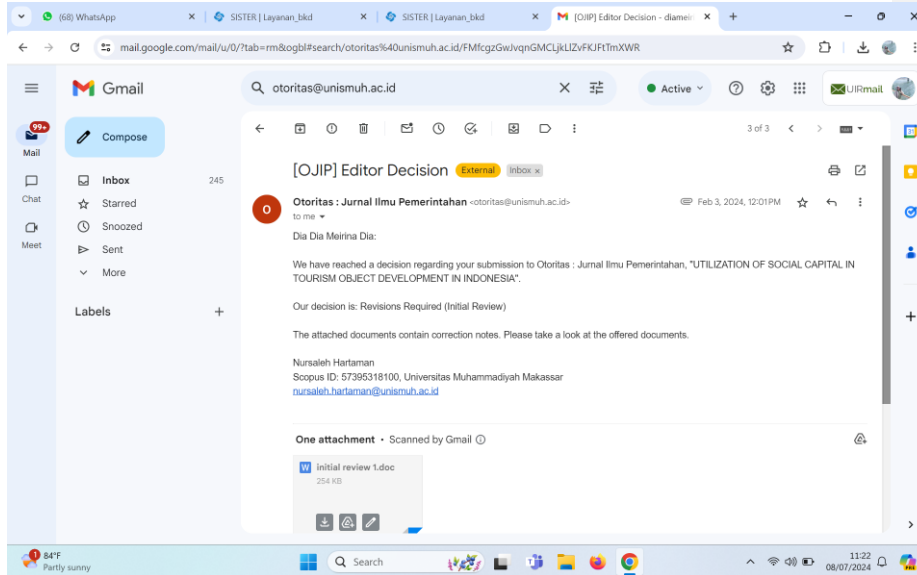 (68) WhatsApp
SISTER | Layanan_bkd
SISTER | Layanan_bkd
[OJIP] Editor Decision - diamein
mail.google.com/mail/u/0/?tab=rm&ogbl#search/otoritas%40unismuh.ac.id/FMfcgzGwJvqnGMCLjkLlZvFKJFtTmXWR
Gmail
otoritas@unismuh.ac.id
Active
UIRmail
99+
Mail
Chat
Meet
Compose
Inbox 245
Starred
Snoozed
Sent
More
Labels
3 of 3
[OJIP] Editor Decision External Inbox x
O
Otoritas : Jurnal Ilmu Pemerintahan <otoritas@unismuh.ac.id>
Feb 3, 2024, 12:01 PM
to me
Dia Dia Meirina Dia:
We have reached a decision regarding your submission to Otoritas : Jurnal Ilmu Pemerintahan, "UTILIZATION OF SOCIAL CAPITAL IN
TOURISM OBJECT DEVELOPMENT IN INDONESIA".
Our decision is: Revisions Required (Initial Review)
The attached documents contain correction notes. Please take a look at the offered documents.
Nursaleh Hartaman
Scopus ID: 57395318100, Universitas Muhammadiyah Makassar
nursaleh.hartaman@unismuh.ac.id
One attachment • Scanned by Gmail
W initial review 1.doc
254 KB
1
84°F
Partly sunny
Search
11:22
08/07/2024